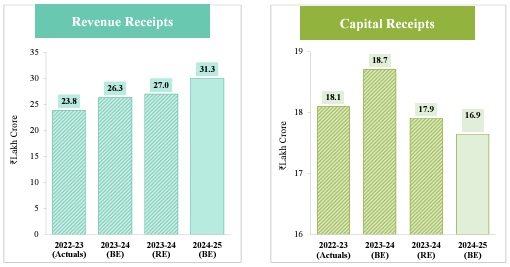 Revenue Receipts
₹Lakh Crore
35
30
25
20
15
10
5
0
23.8
26.3
27.0
31.3
2022-23 (Actuals)
2023-24 (BE)
2023-24 (RE)
2024-25 (BE)
Capital Receipts
₹Lakh Crore
19
18
17
16
18.1
18.7
17.9
16.9
2022-23 (Actuals)
2023-24 (BE)
2023-24 (RE)
2024-25 (BE)